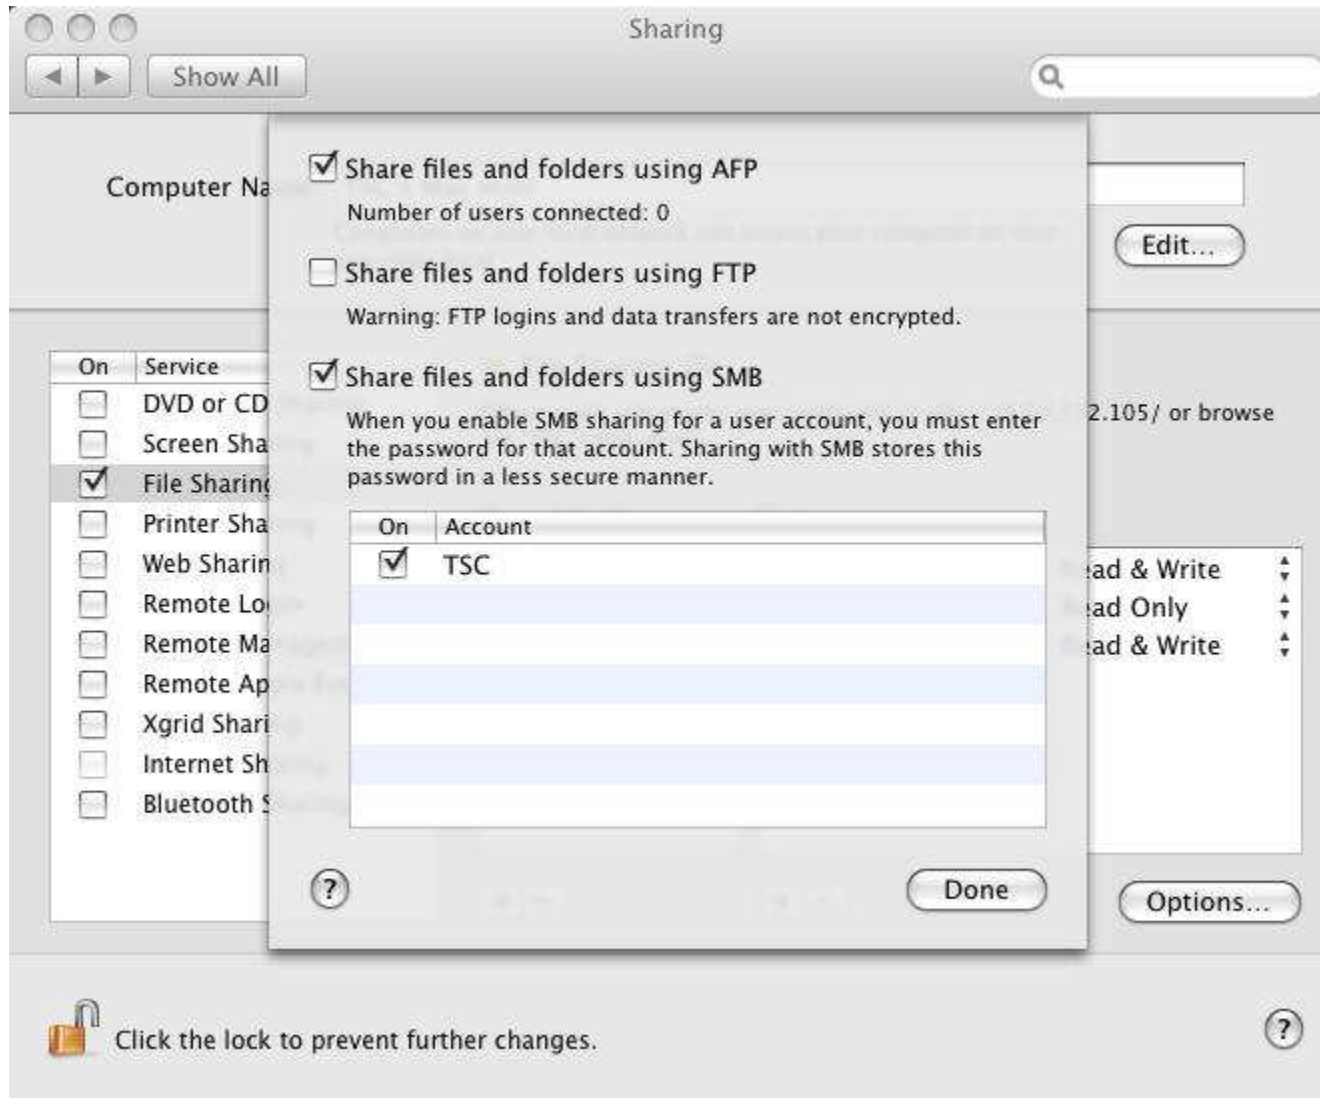 Sharing
Show All
Computer Na
Share files and folders using AFP
Number of users connected: 0
Edit...
Share files and folders using FTP
Warning: FTP logins and data transfers are not encrypted.
On Service
Share files and folders using SMB
DVD or CD
When you enable SMB sharing for a user account, you must enter
the password for that account. Sharing with SMB stores this
password in a less secure manner.
2.105/ or browse
Screen Sha
File Sharing
Printer Sha
Web Sharin
Remote Lo
Remote Ma
Remote Ap
Xgrid Shari
Internet Sh
Bluetooth S
On Account
TSC
ead & Write
ead Only
ead & Write
?
Done
Options...
Click the lock to prevent further changes.
?